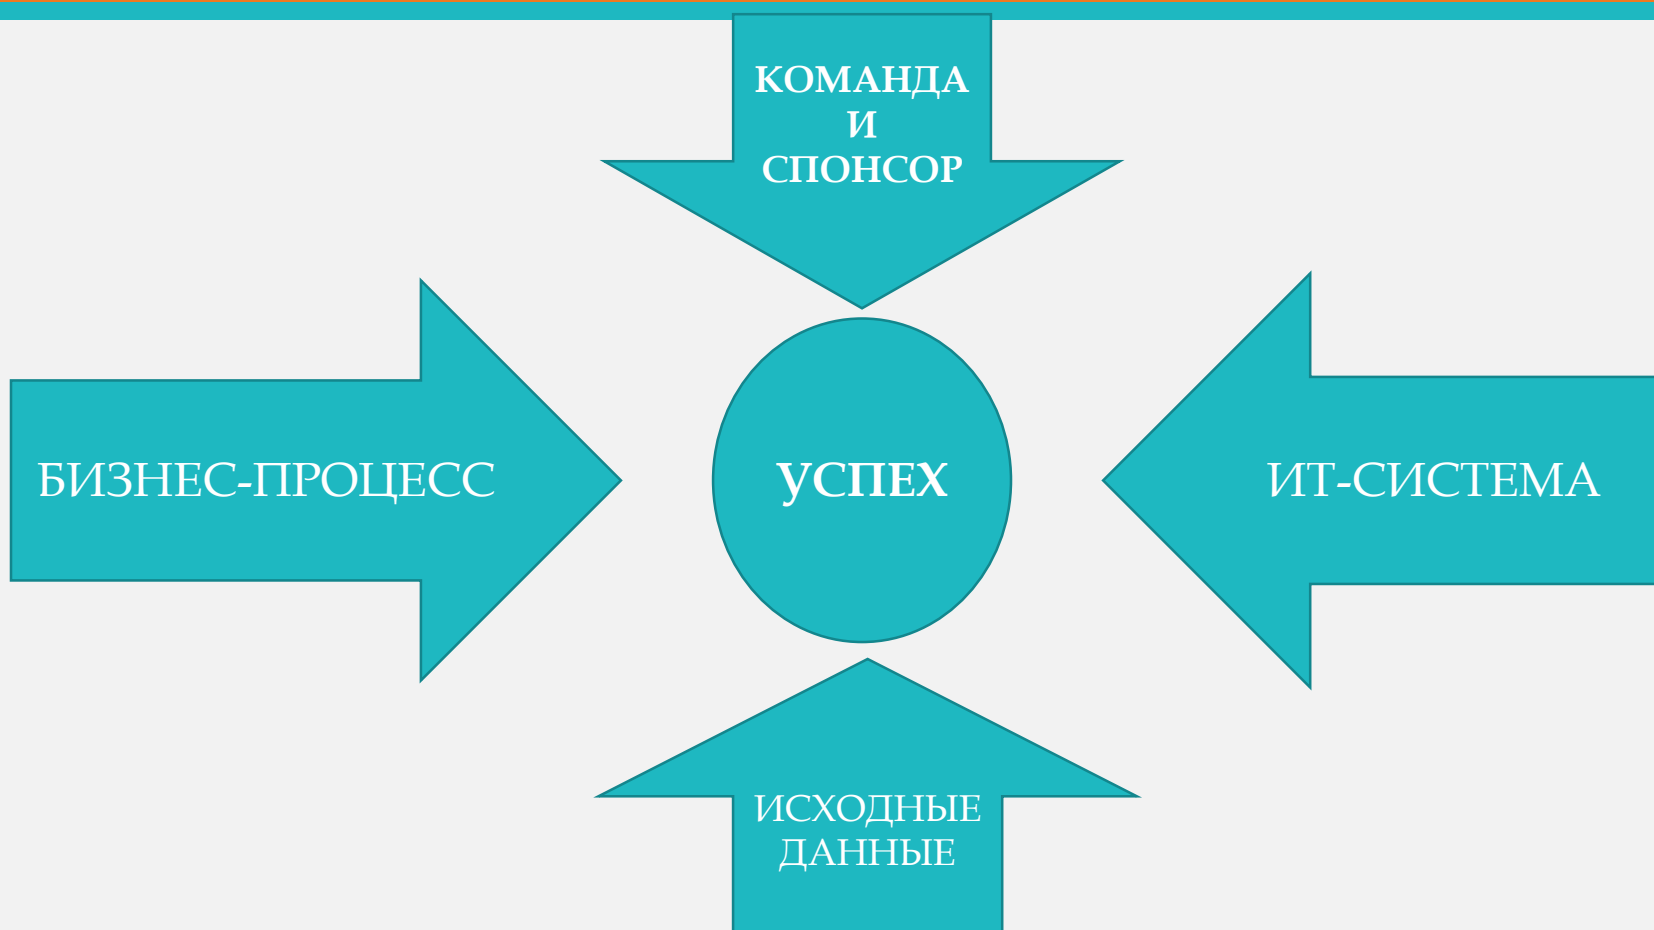 КОМАНДА
И
СПОНСОР
БИЗНЕС-ПРОЦЕСС
УСПЕХ
ИТ-СИСТЕМА
ИСХОДНЫЕ
ДАННЫЕ